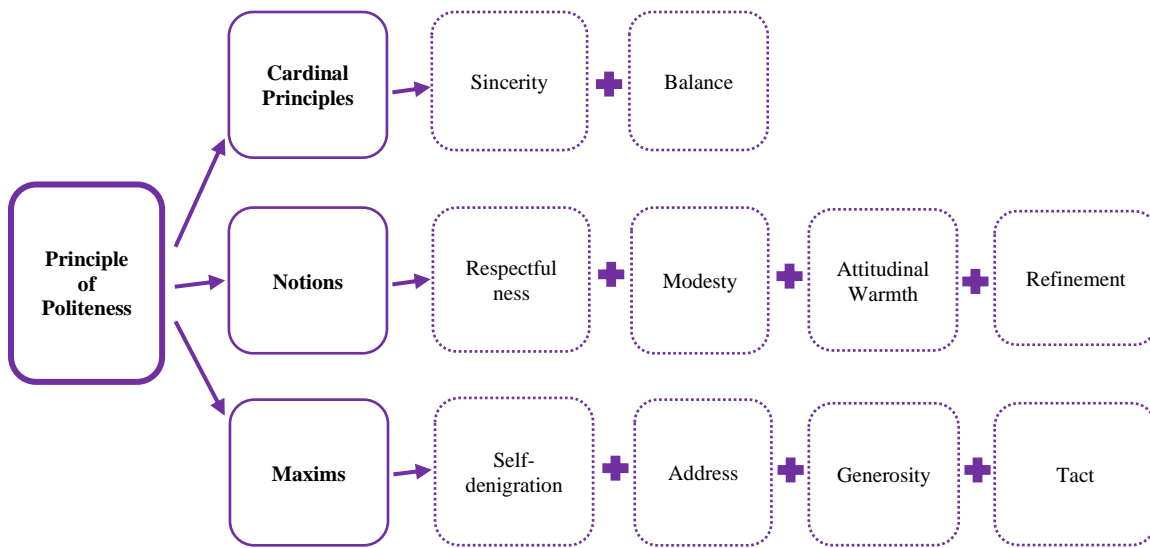 Cardinal
Principles
Sincerity
Balance
Principle
of
Politeness
Notions
Respectful
ness
Modesty
Attitudinal
Warmth
Refinement
Maxims
Self-
denigration
Address
Generosity
Tact